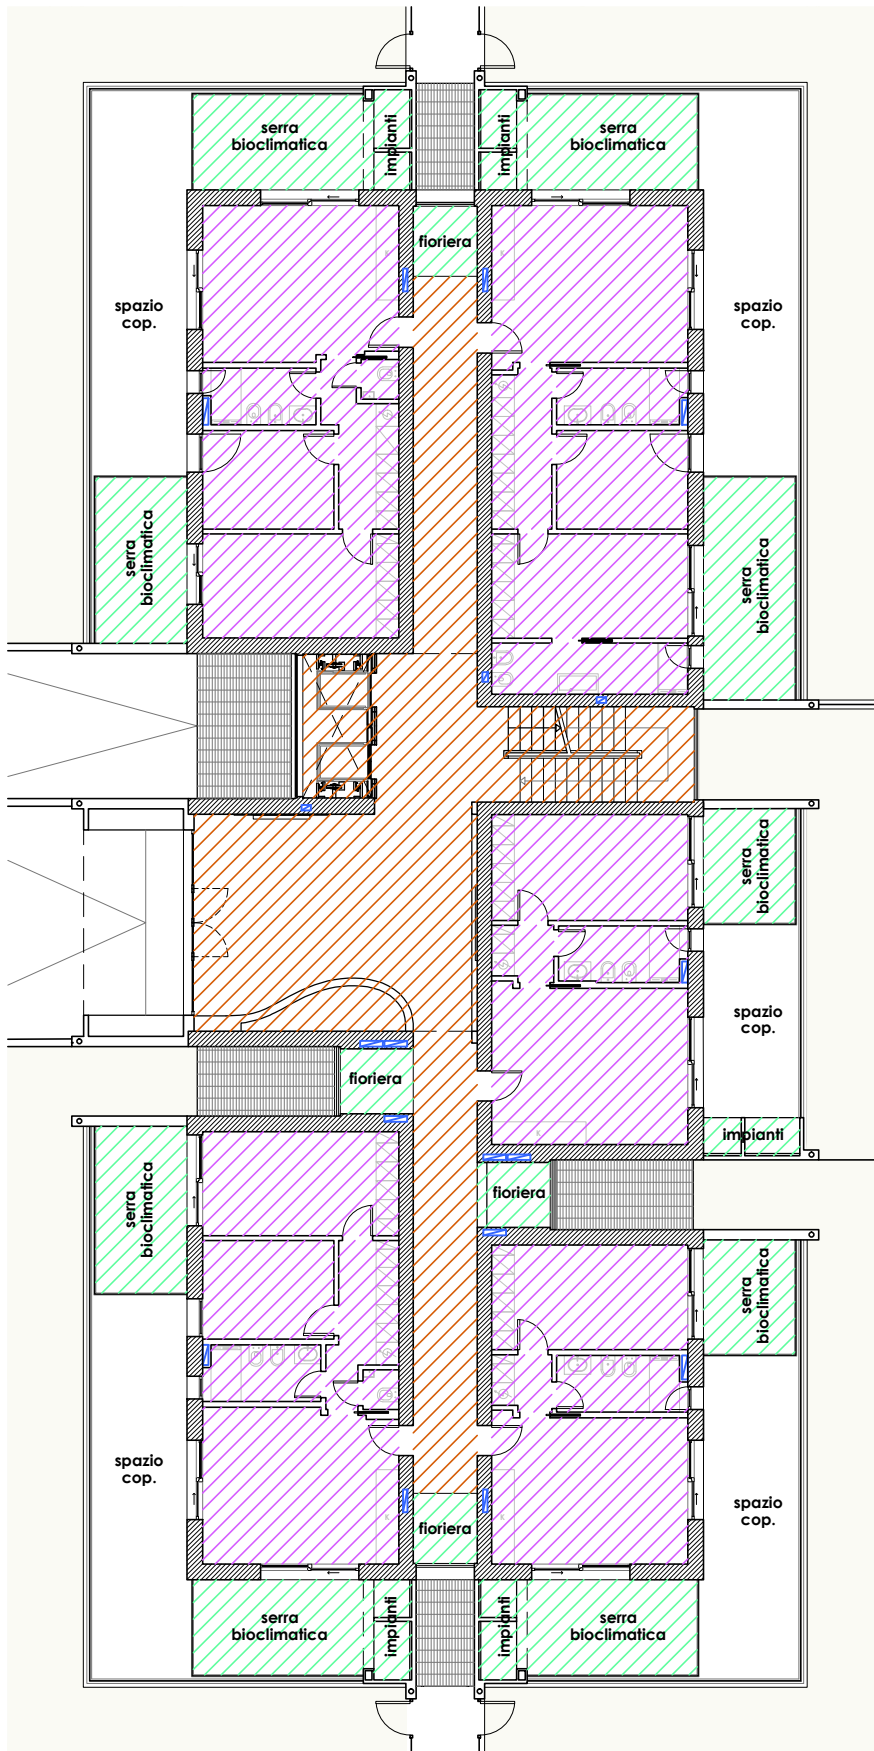 serra
bioclimatica
impianti
impianti
serra
bioclimatica
fioriera
spazio
cop.
spazio
cop.
K
serra
bioclimatica
serra
bioclimatica
serra
bioclimatica
spazio
cop.
fioriera
impianti
K
fioriera
serra
bioclimatica
serra
bioclimatica
spazio
cop.
spazio
cop.
K
fioriera
serra
bioclimatica
impianti
impianti
serra
bioclimatica